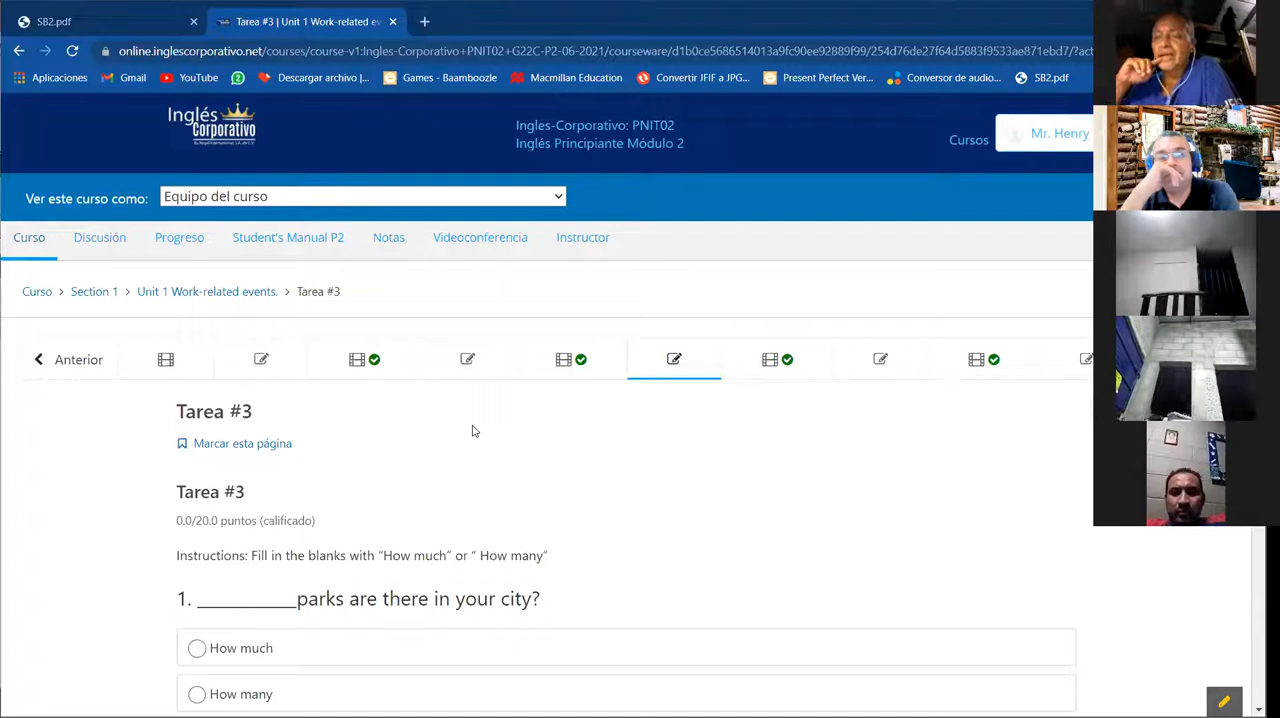 SB2.pdf
Tarea #3 | Unit 1 Work-related ev
online.inglescorporativo.net/courses/course-v1:Ingles-Corporativo+PNIT02+G22C-P2-06-2021/courseware/d1b0ce5686514013a9fc90ee92889f99/254d76de27f64d5883f9533ae871ebd7/?act
Aplicaciones
Gmail
YouTube
2
Descargar archivo |...
Games - Baamboozle
Macmillan Education
Convertir JFIF a JPG...
Present Perfect Ver...
Conversor de audio...
SB2.pdf
Inglés Corporativo
Ingles-Corporativo: PNIT02
Inglés Principiante Módulo 2
Cursos
Mr. Henry
Ver este curso como:
Equipo del curso
Curso
Discusión
Progreso
Student's Manual P2
Notas
Videoconferencia
Instructor
Curso > Section 1 > Unit 1 Work-related events. > Tarea #3
Anterior
Tarea #3
Marcar esta página
Tarea #3
0.0/20.0 puntos (calificado)
Instructions: Fill in the blanks with “How much” or “ How many”
1. __________parks are there in your city?
How much
How many